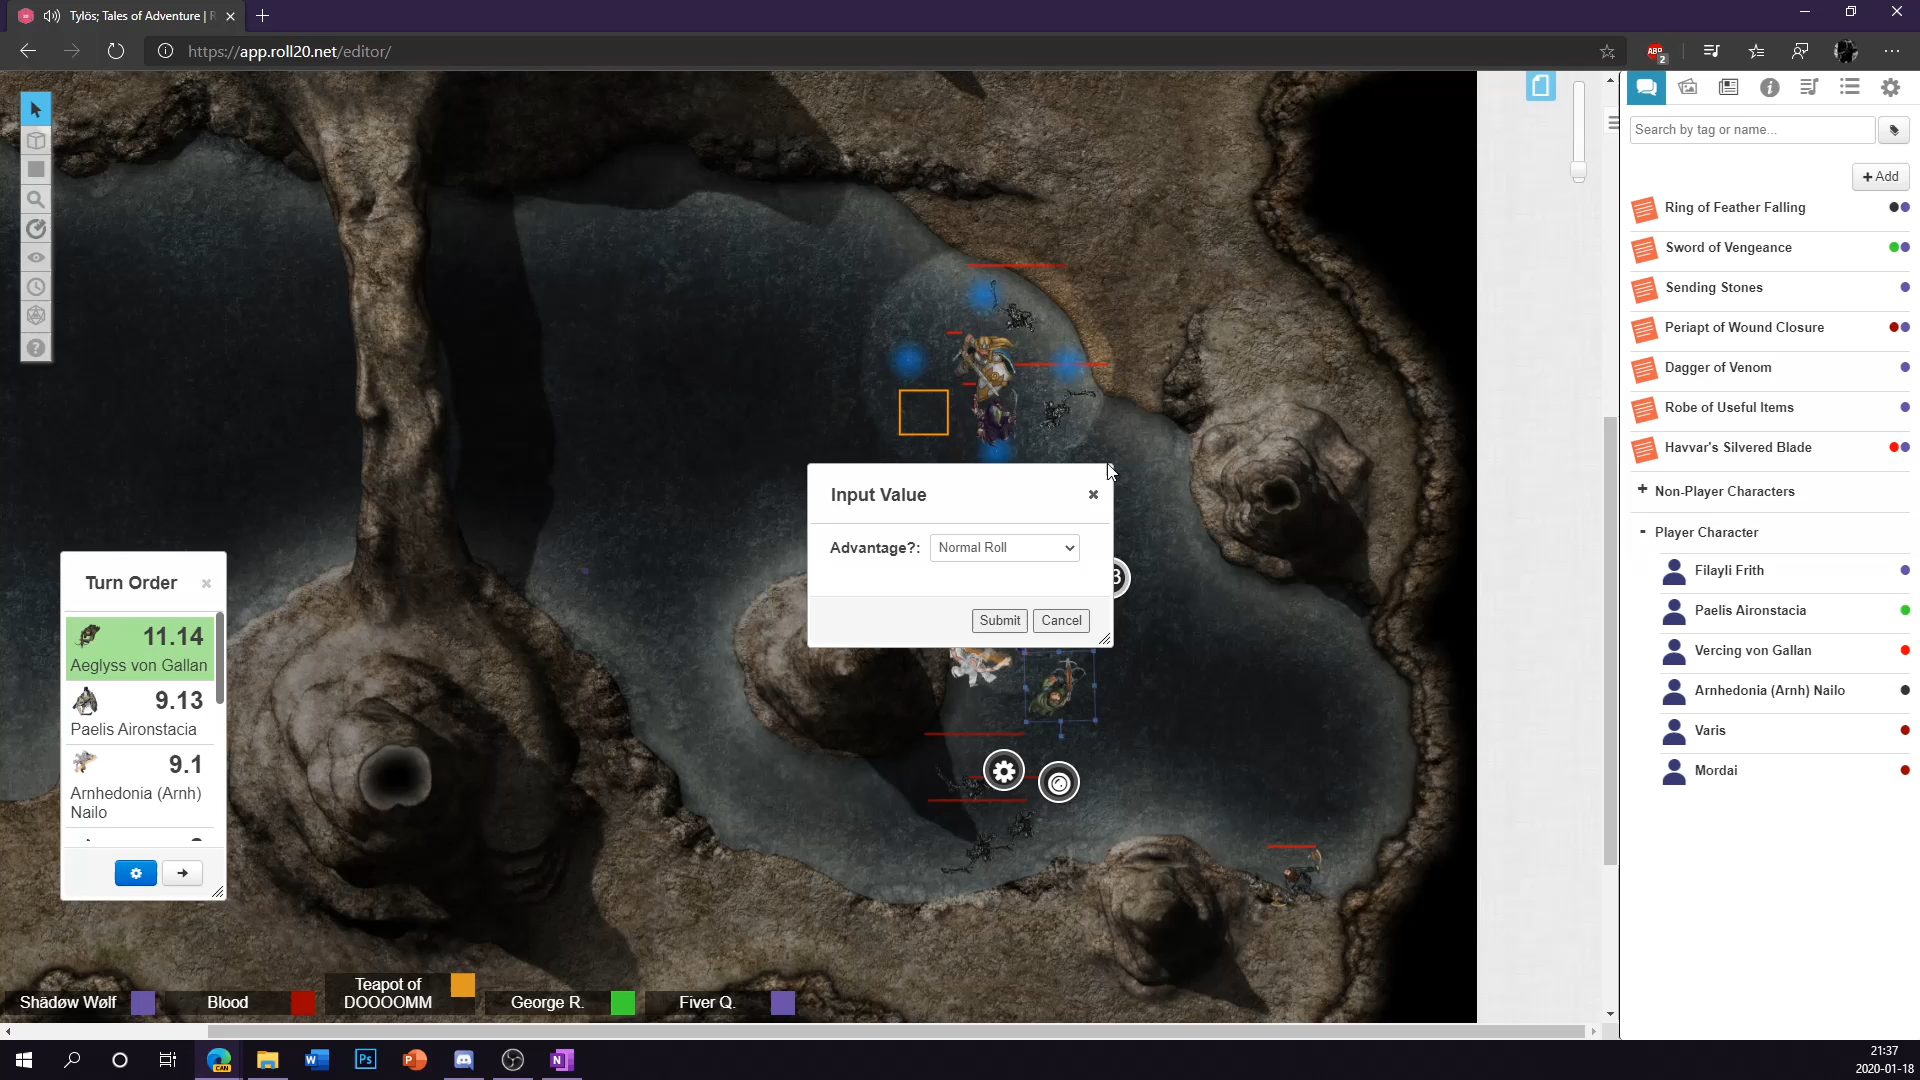 Tylös; Tales of Adventure |
https://app.roll20.net/editor/
ABP
2
Search by tag or name...
+ Add
Ring of Feather Falling
Sword of Vengeance
Sending Stones
Periapt of Wound Closure
Dagger of Venom
Robe of Useful Items
Havvar's Silvered Blade
+ Non-Player Characters
- Player Character
Filayli Frith
Paelis Aironstacia
Vercing von Gallan
Arnhedonia (Arnh) Nailo
Varis
Mordai
Input Value
Advantage?:
Normal Roll
Submit
Cancel
Turn Order
11.14
Aeglyss von Gallan
9.13
Paelis Aironstacia
9.1
Arnhedonia (Arnh)
Nailo
Shädøw Wølf
Blood
Teapot of
DOOOOMM
George R.
Fiver Q.
CAN
W
Ps
P
N
21:37
2020-01-18